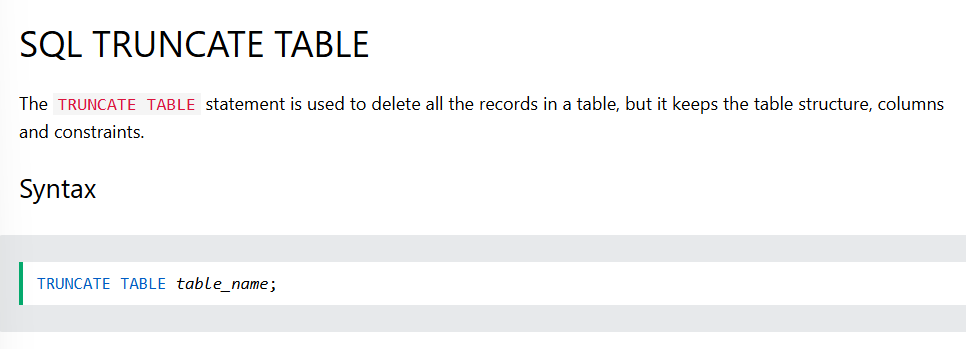 SQL TRUNCATE TABLE
The TRUNCATE TABLE statement is used to delete all the records in a table, but it keeps the table structure, columns
and constraints.
Syntax
TRUNCATE TABLE table_name;